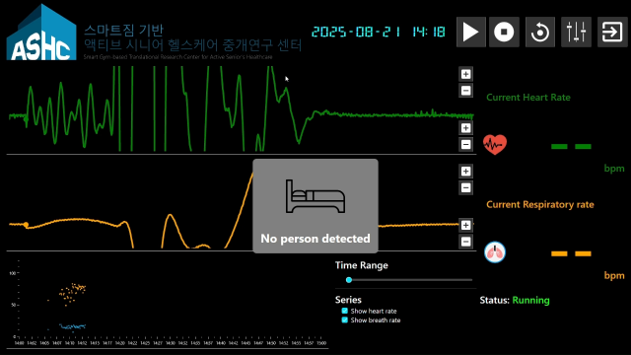 ASHC
스마트짐 기반
액티브 시니어 헬스케어 중개연구 센터
Smart Gym-based Translational Research Center for Active Senior's Healthcare
2025-08-21 14:18
Current Heart Rate
-- 
bpm
Current Respiratory rate
--
bpm
No person detected
Time Range
Series
Show heart rate
Show breath rate
Status: Running
100
50
0